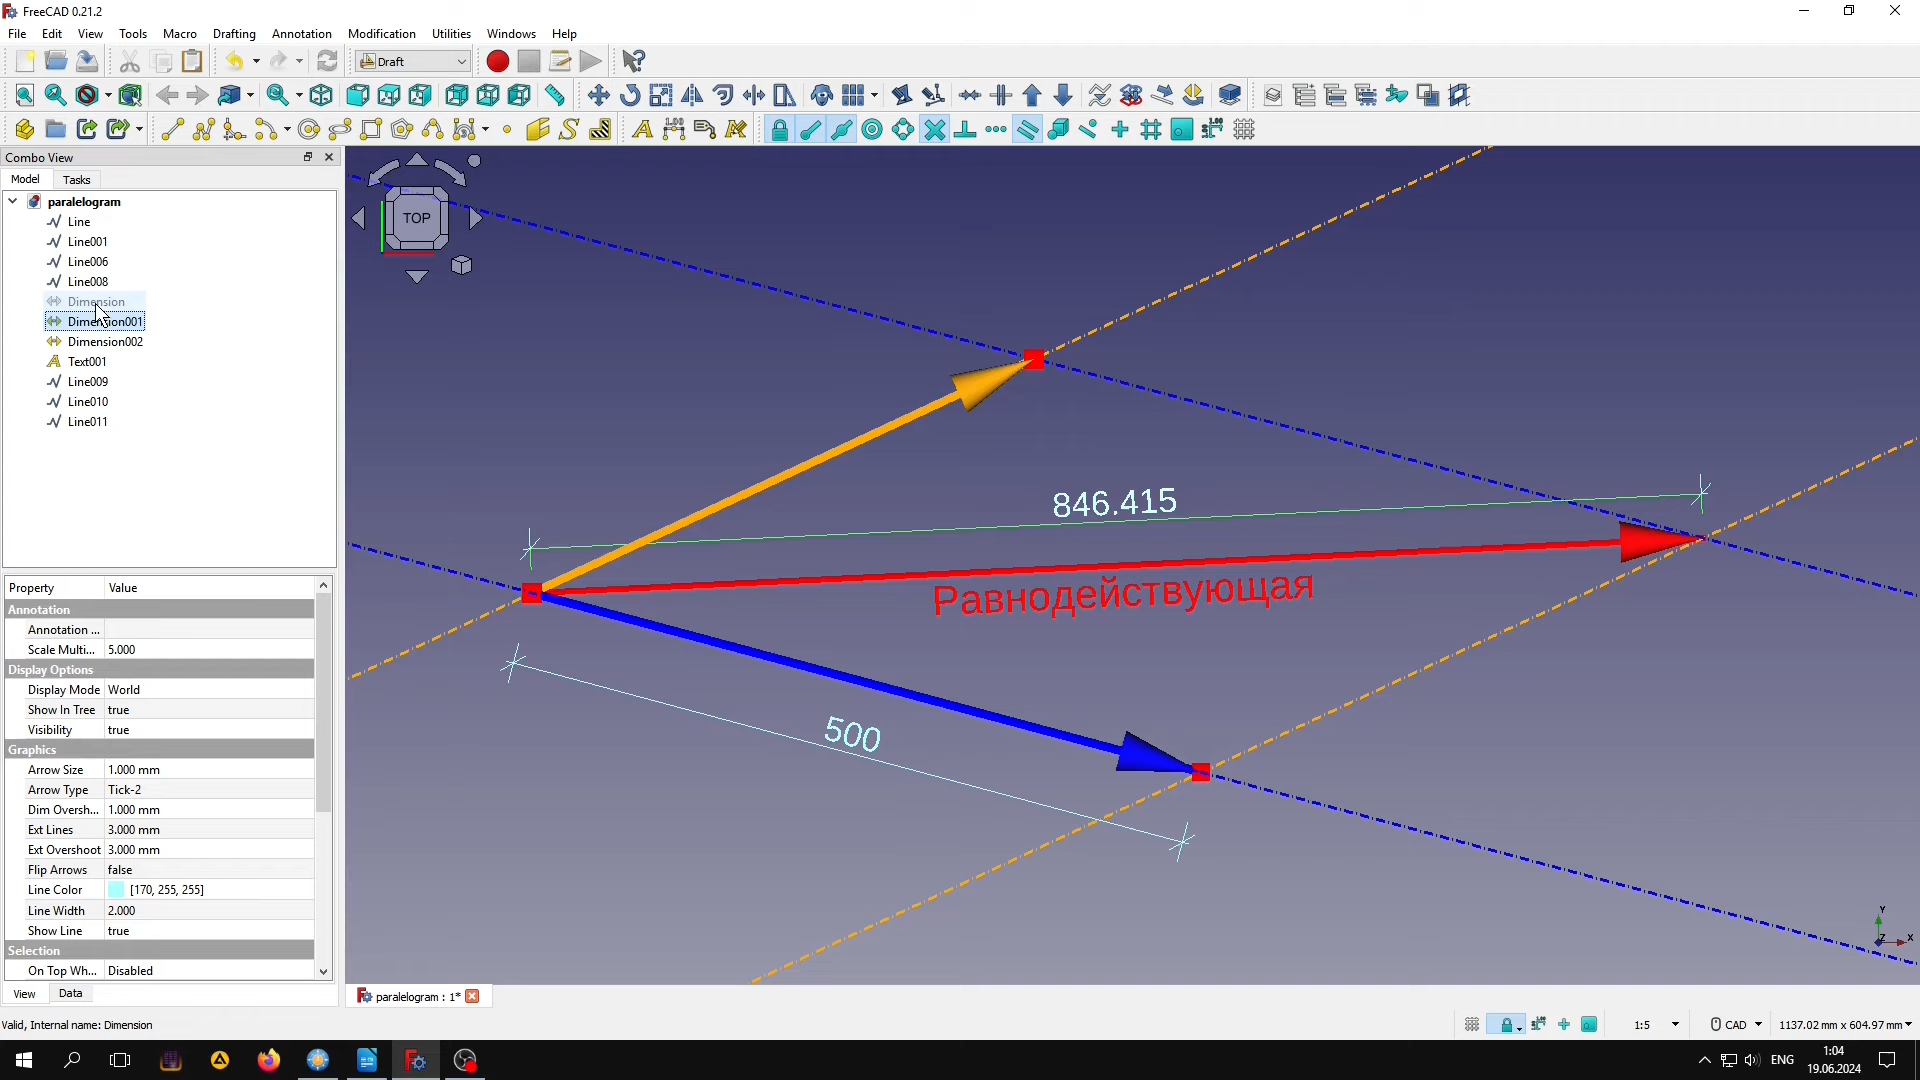 FreeCAD 0.21.2
File Edit View Tools Macro Drafting Annotation Modification Utilities Windows Help
Draft
Combo View
Model Tasks
paralelogram
Line
Line001
Line006
Line008
Dimension
Dimension001
Dimension002
Text001
Line009
Line010
Line011
TOP
846.415
Равнодействующая
500
Property Value
Annotation
Annotation ...
Scale Multi... 5.000
Display Options
Display Mode World
Show In Tree true
Visibility true
Graphics
Arrow Size 1.000 mm
Arrow Type Tick-2
Dim Oversh... 1.000 mm
Ext Lines 3.000 mm
Ext Overshoot 3.000 mm
Flip Arrows false
Line Color [170, 255, 255]
Line Width 2.000
Show Line true
Selection
On Top Wh... Disabled
View Data
paralelogram : 1*
Y
Z X
Valid, Internal name: Dimension
1:5 CAD 1137.02 mm x 604.97 mm
ENG
1:04
19.06.2024